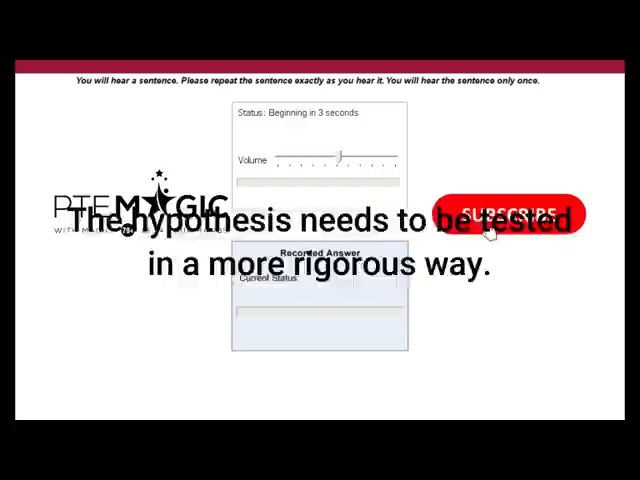 You will hear a sentence. Please repeat the sentence exactly as you hear it. You will hear the sentence only once.
Status: Beginning in 3 seconds
Volume
PTE MAGIC
SUBSCRIBE
The hypothesis needs to be tested
in a more rigorous way.
Recorded Answer
Current Status: